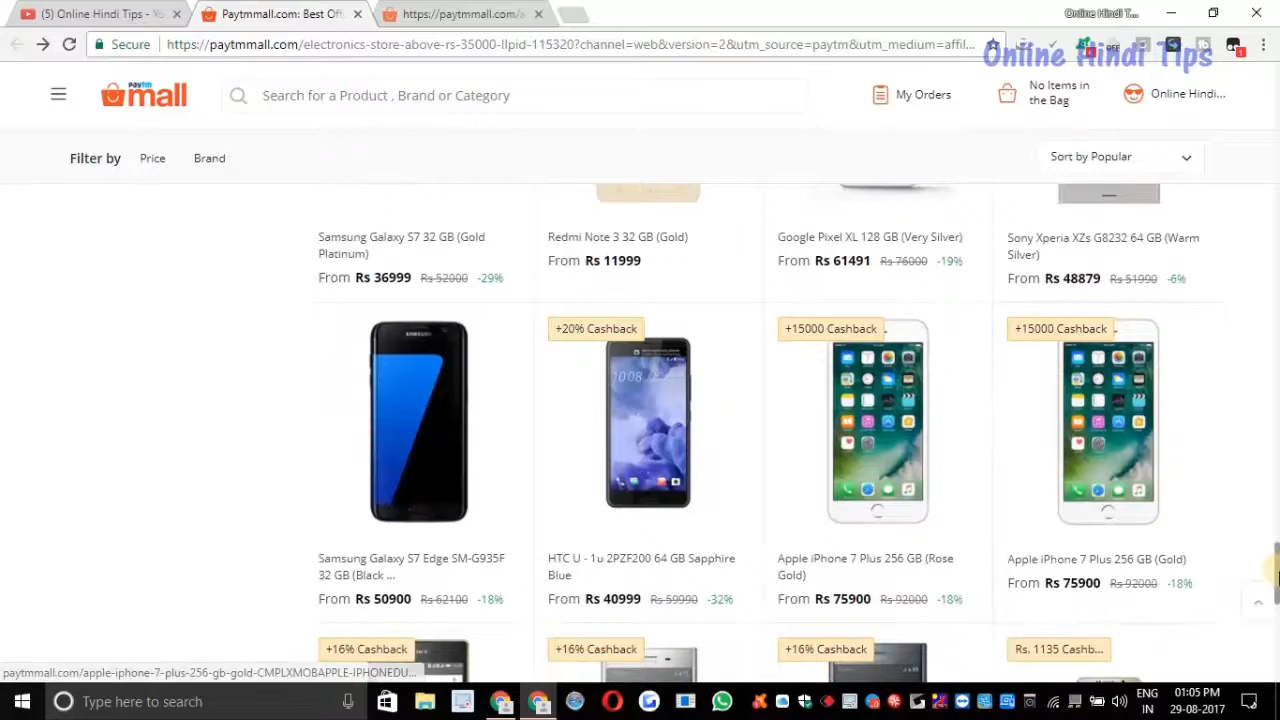 (5) Online Hindi Tips - Yo
Paytmmall.com: Best Off
https://paytmmall.com/a
Online Hindi T...
Secure
https://paytmmall.com/electronics-store-above-rs-35000-llpid-115320?channel=web&version=2&utm_source=paytm&utm_medium=affil...
Online Hindi Tips
paytm
mall
Search for a Product , Brand or Category
My Orders
No Items in
the Bag
Online Hindi...
Filter by Price Brand
Sort by Popular
Samsung Galaxy S7 32 GB (Gold
Platinum)
From Rs 36999 Rs 52000 -29%
Redmi Note 3 32 GB (Gold)
From Rs 11999
Google Pixel XL 128 GB (Very Silver)
From Rs 61491 Rs 76000 -19%
Sony Xperia XZs G8232 64 GB (Warm
Silver)
From Rs 48879 Rs 51990 -6%
+20% Cashback
+15000 Cashback
+15000 Cashback
SAMSUNG
10:08
Samsung Galaxy S7 Edge SM-G935F
32 GB (Black ...
From Rs 50900 Rs 62100 -18%
HTC U - 1u 2PZF200 64 GB Sapphire
Blue
From Rs 40999 Rs 59990 -32%
Apple iPhone 7 Plus 256 GB (Rose
Gold)
From Rs 75900 Rs 92000 -18%
Apple iPhone 7 Plus 256 GB (Gold)
From Rs 75900 Rs 92000 -18%
+16% Cashback
+16% Cashback
+16% Cashback
Rs. 1135 Cashb...
paytmmall.com/apple-iphone-7-plus-256-gb-gold-CMPLXMOBAPPLE-IPHONEDU...
Type here to search
ENG
IN
01:05 PM
29-08-2017